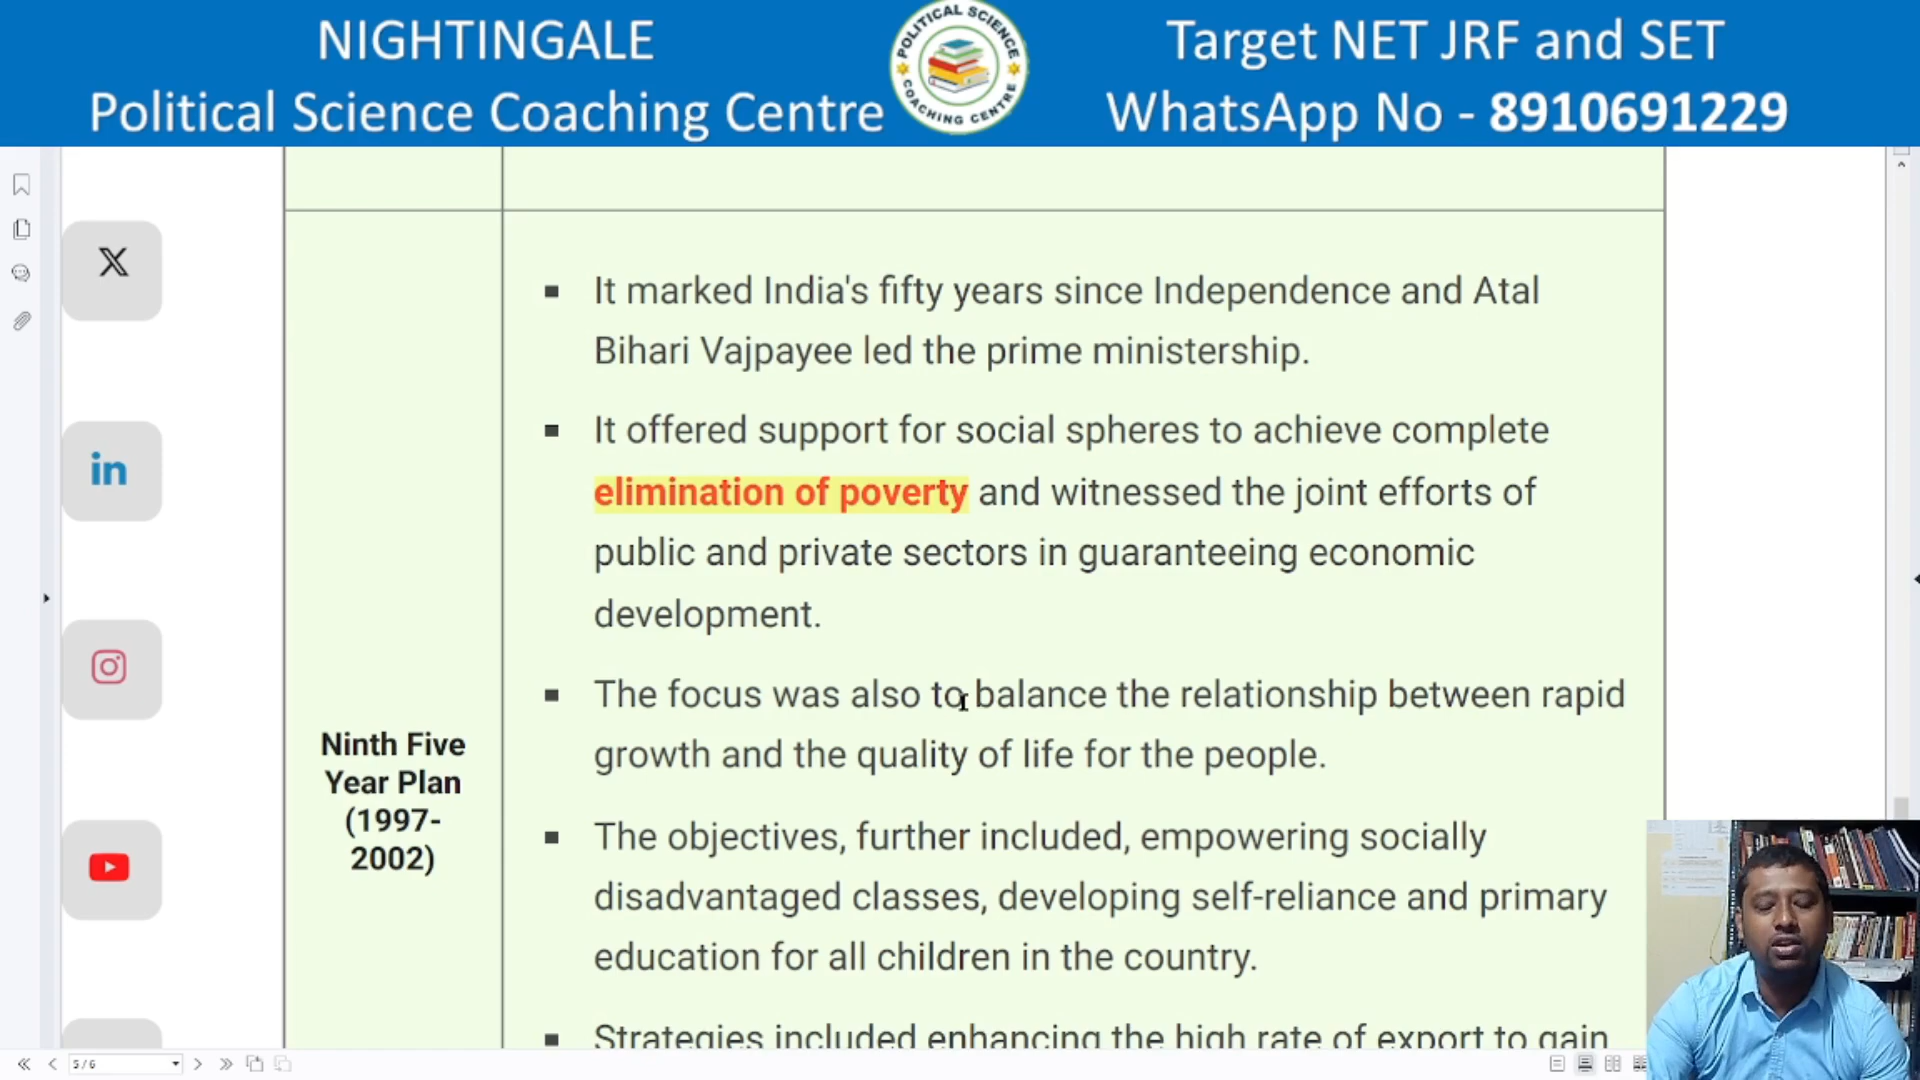 NIGHTINGALE
Political Science Coaching Centre
POLITICAL SCIENCE
COACHING CENTRE
Target NET JRF and SET
WhatsApp No - 8910691229
It marked India's fifty years since Independence and Atal
Bihari Vajpayee led the prime ministership.
It offered support for social spheres to achieve complete
elimination of poverty and witnessed the joint efforts of
public and private sectors in guaranteeing economic
development.
The focus was also to balance the relationship between rapid
growth and the quality of life for the people.
Ninth Five
Year Plan
(1997-
2002)
The objectives, further included, empowering socially
disadvantaged classes, developing self-reliance and primary
education for all children in the country.
Strategies included enhancing the high rate of export to gain
X
in
5/6